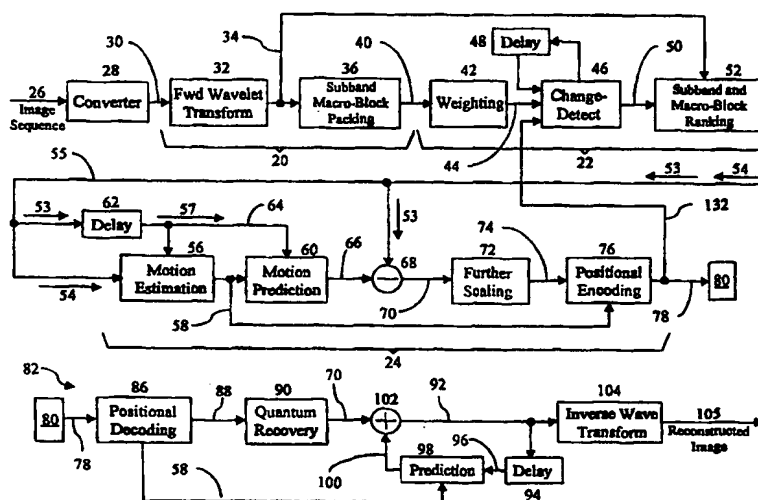 30
34
40
48
Delay
50
26
Image
Sequence
28
Converter
32
Fwd Wavelet
Transform
36
Subband
Macro-Block
Packing
42
Weighting
44
46
Change-
Detect
52
Subband and
Macro-Block
Ranking
20
22
55
53
54
53
62
Delay
57
64
53
132
54
56
Motion
Estimation
58
60
Motion
Prediction
66
68
70
72
Further
Scaling
74
76
Positional
Encoding
78
80
24
82
80
78
86
Positional
Decoding
88
90
Quantum
Recovery
70
102
92
104
Inverse Wave
Transform
105
Reconstructed
Image
58
100
98
Prediction
96
Delay
94